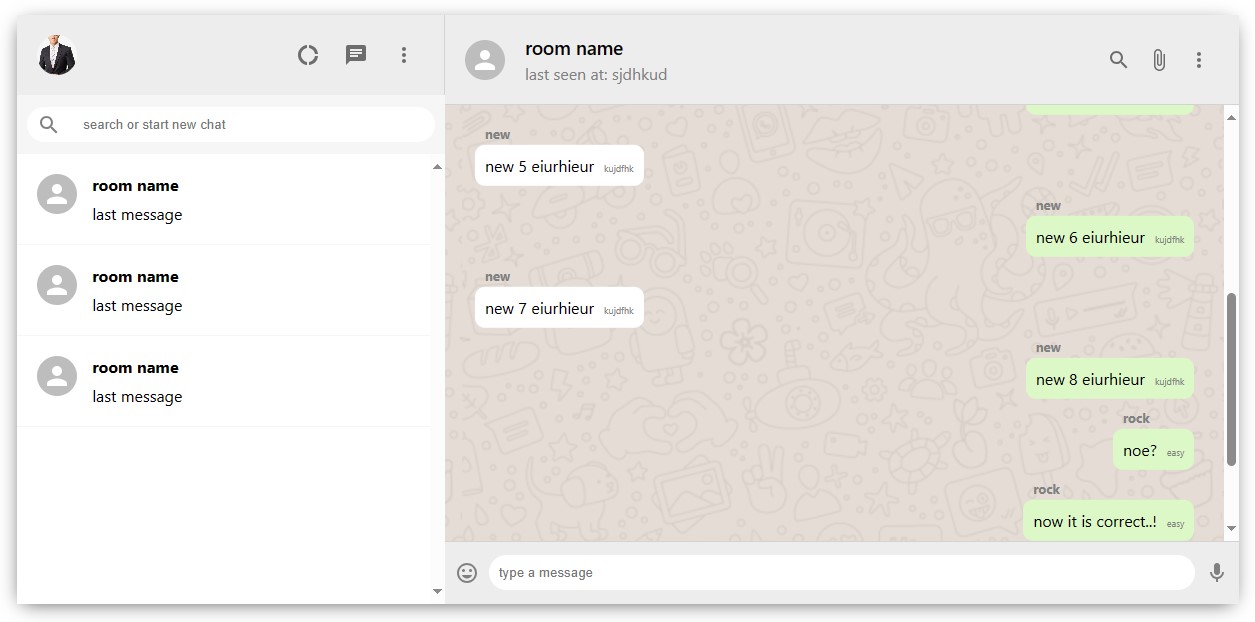 search or start new chat
room name
last message
room name
last message
room name
last message
room name
last seen at: sjdhkud
new
new 5 eiurhieur kujdfhk
new
new 6 eiurhieur kujdfhk
new
new 7 eiurhieur kujdfhk
new
new 8 eiurhieur kujdfhk
rock
noe? easy
rock
now it is correct..! easy
type a message